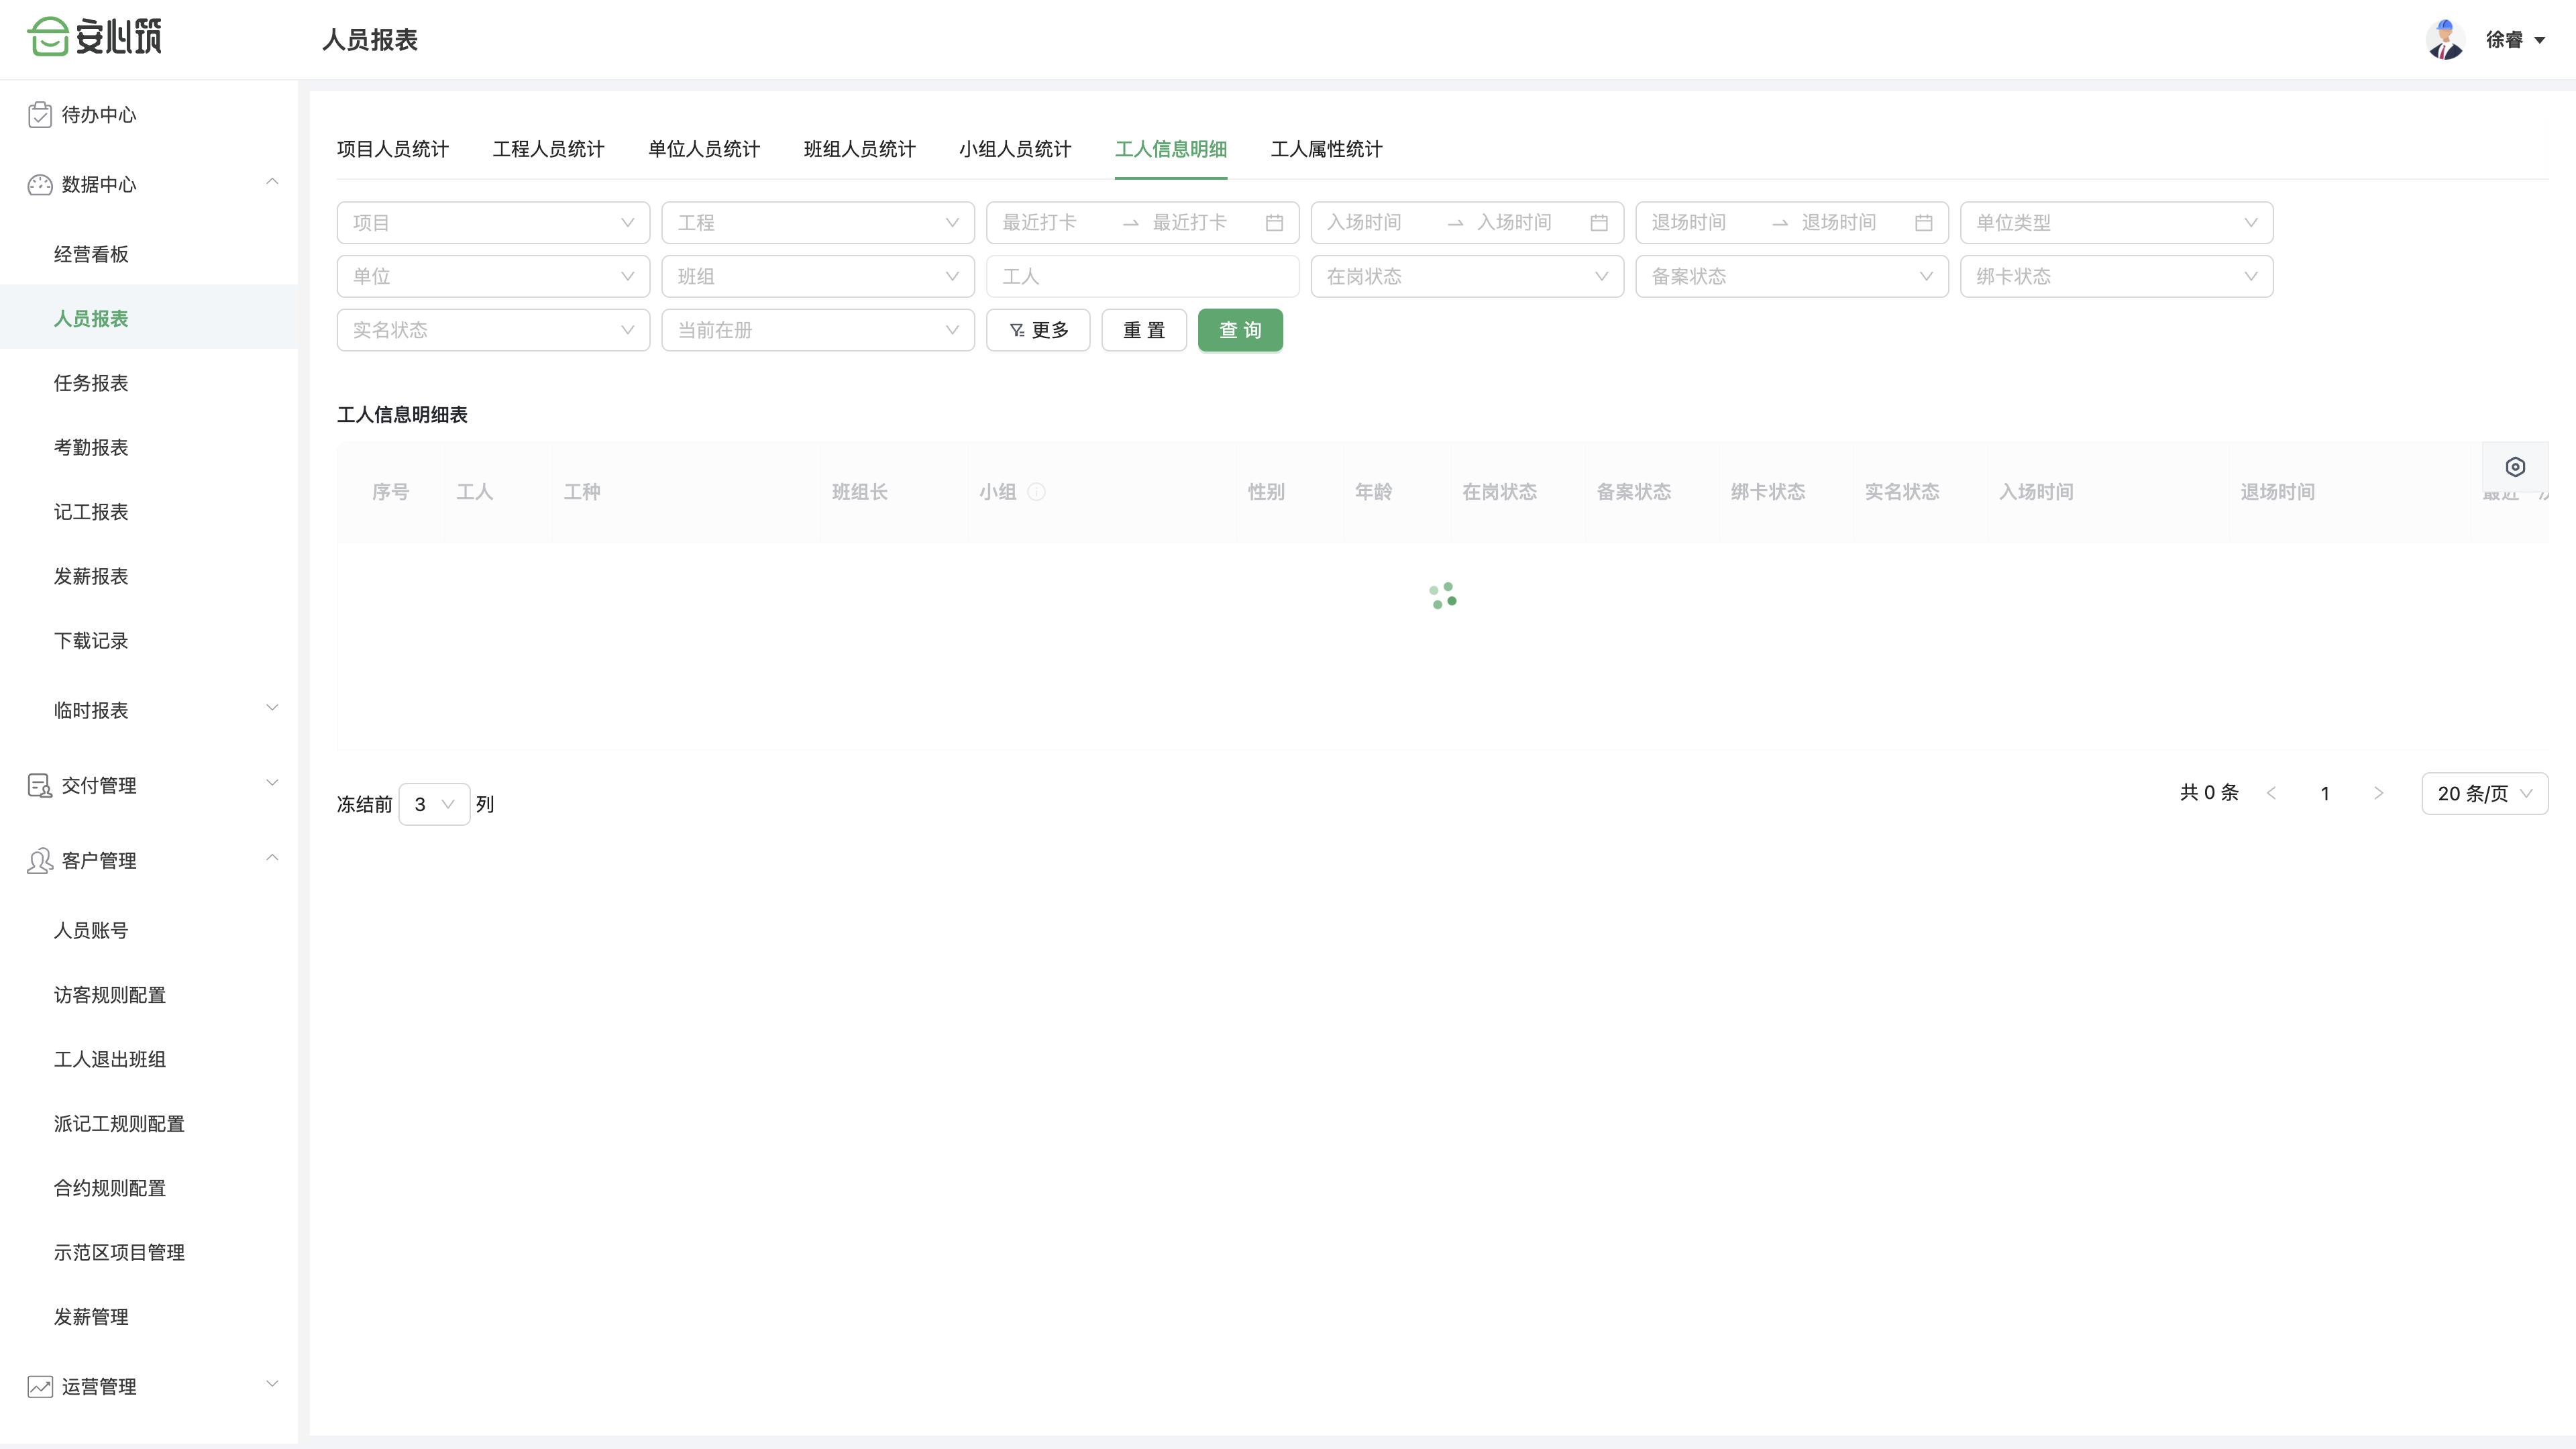 安心筑
人员报表
徐睿
待办中心
数据中心
经营看板
人员报表
任务报表
考勤报表
记工报表
发薪报表
下载记录
临时报表
交付管理
客户管理
人员账号
访客规则配置
工人退出班组
派记工规则配置
合约规则配置
示范区项目管理
发薪管理
运营管理
项目人员统计 工程人员统计 单位人员统计 班组人员统计 小组人员统计 工人信息明细 工人属性统计
项目 工程 最近打卡 → 最近打卡 入场时间 → 入场时间 退场时间 → 退场时间 单位类型
单位 班组 工人 在岗状态 备案状态 绑卡状态
实名状态 当前在册 更多 重置 查询
工人信息明细表
序号 工人 工种 班组长 小组 性别 年龄 在岗状态 备案状态 绑卡状态 实名状态 入场时间 退场时间 最近
冻结前 3 列
共 0 条 < 1 > 20 条/页